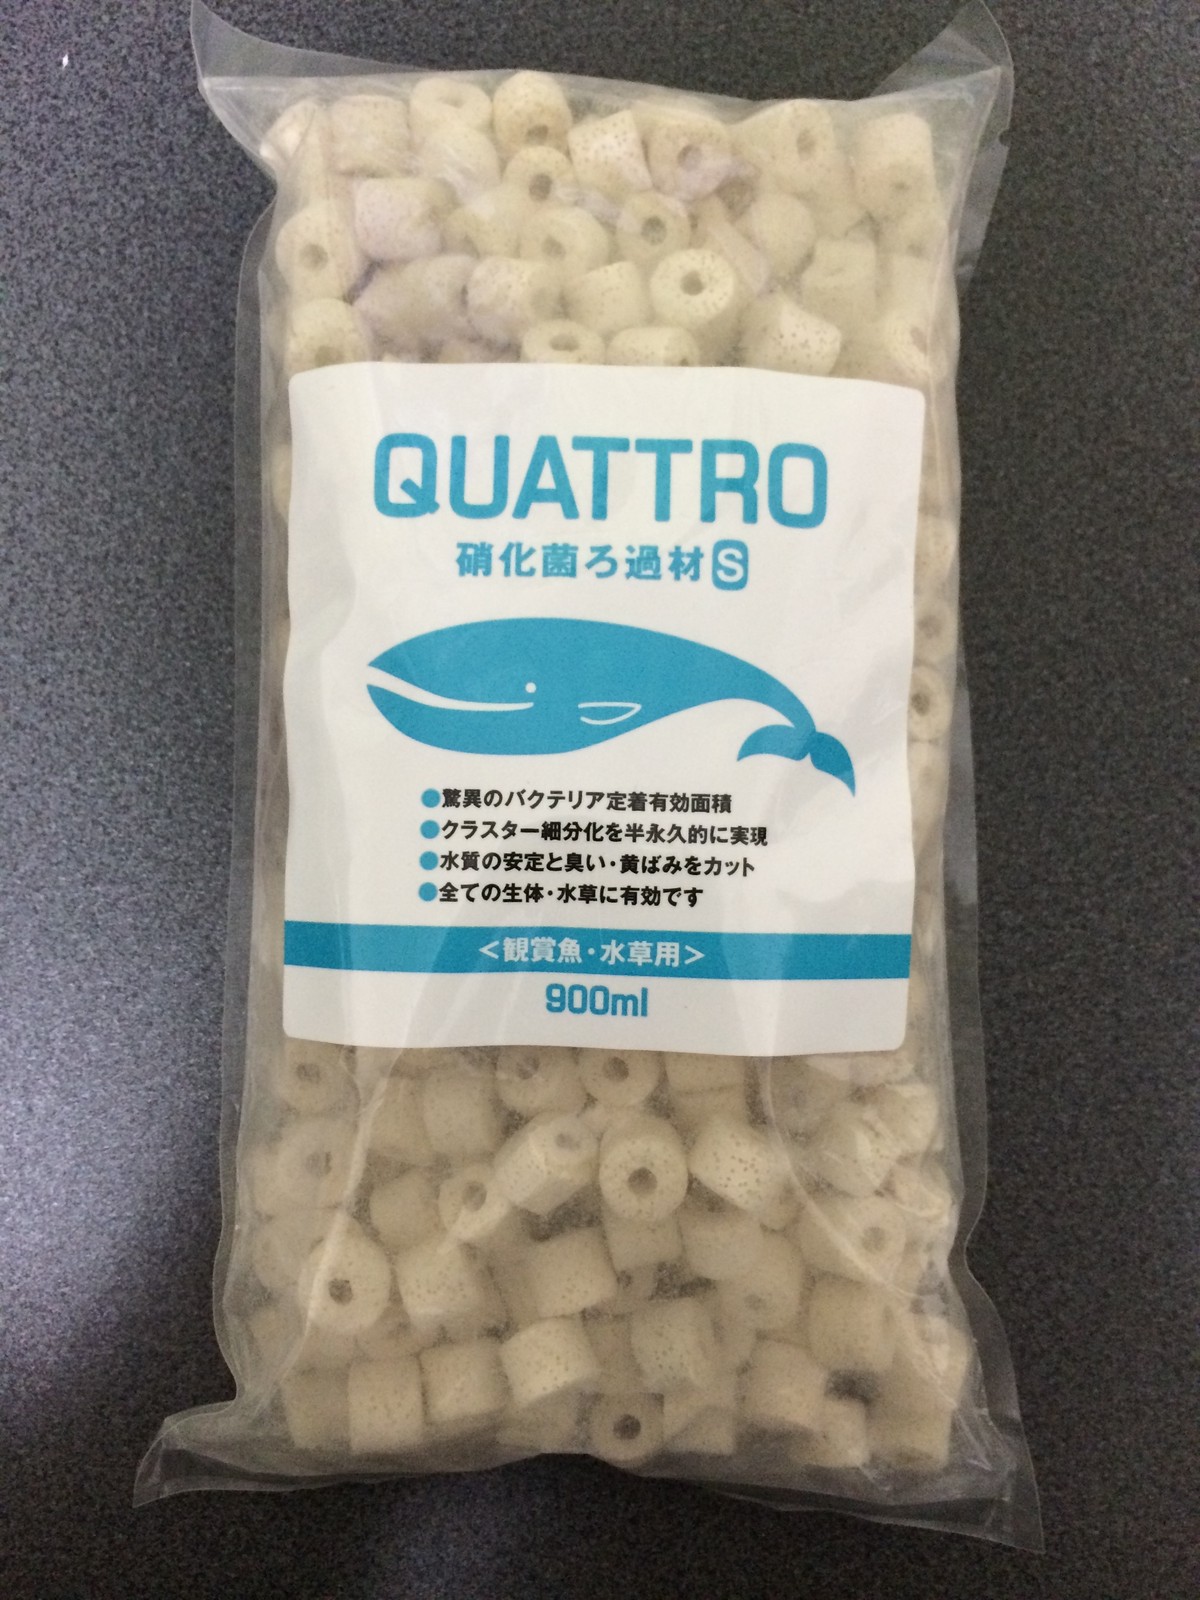 QUATTRO
硝化菌ろ過材S
●驚異のバクテリア定着有効面積
●クラスター細分化を半永久的に実現
●水質の安定と臭い・黄ばみをカット
●全ての生体・水草に有効です
<観賞魚・水草用>
900ml